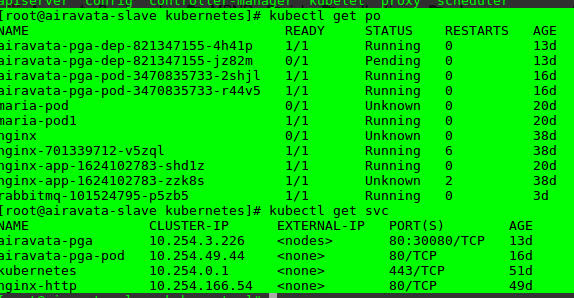 apiserver config controller-manager kubelet proxy scheduler
[root@airavata-slave kubernetes]# kubectl get po
NAME READY STATUS RESTARTS AGE
airavata-pga-dep-821347155-4h41p 1/1 Running 0 13d
airavata-pga-dep-821347155-jz82m 0/1 Pending 0 13d
airavata-pga-pod-3470835733-2shjl 1/1 Running 0 16d
airavata-pga-pod-3470835733-r44v5 1/1 Running 0 16d
maria-pod 0/1 Unknown 0 20d
maria-pod1 1/1 Running 0 20d
nginx 0/1 Unknown 0 38d
nginx-701339712-v5zql 1/1 Running 6 38d
nginx-app-1624102783-shd1z 1/1 Running 0 20d
nginx-app-1624102783-zzk8s 1/1 Unknown 2 38d
rabbitmq-101524795-p5zb5 1/1 Running 0 3d
[root@airavata-slave kubernetes]# kubectl get svc
NAME CLUSTER-IP EXTERNAL-IP PORT(S) AGE
airavata-pga 10.254.3.226 <nodes> 80:30080/TCP 13d
airavata-pga-pod 10.254.49.44 <none> 80/TCP 16d
kubernetes 10.254.0.1 <none> 443/TCP 51d
nginx-http 10.254.166.54 <none> 80/TCP 49d